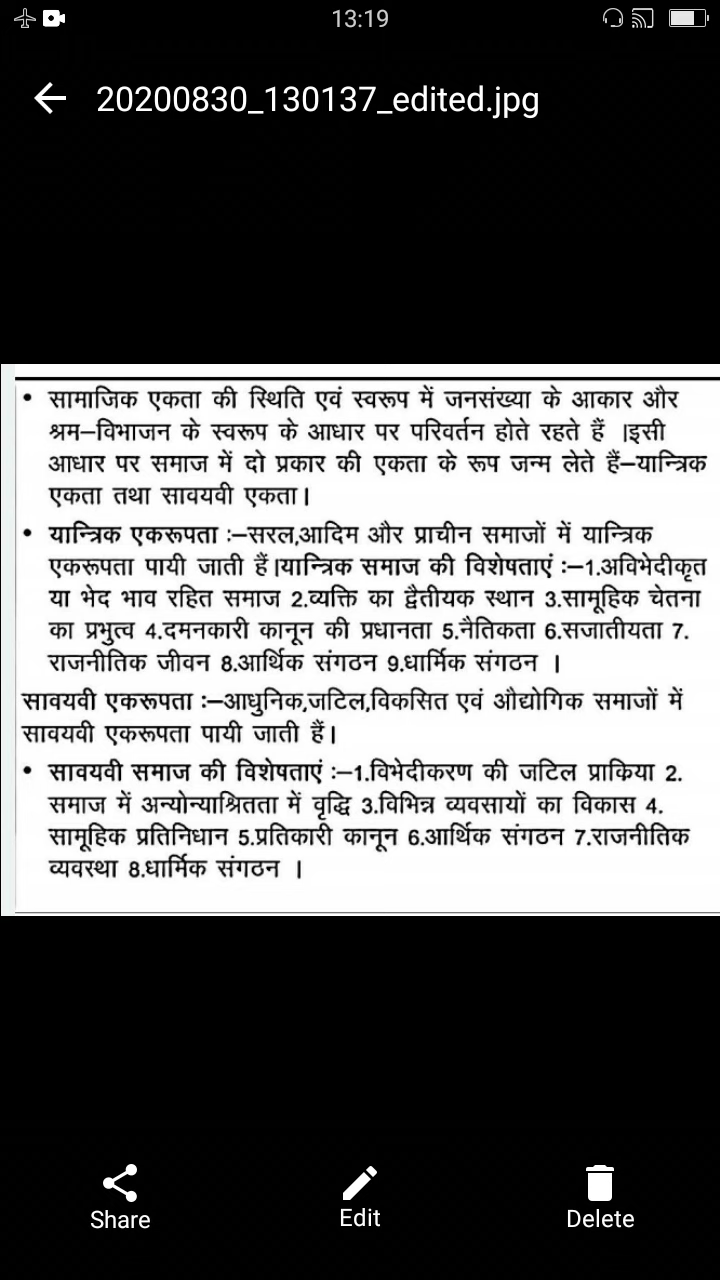 13:19
20200830_130137_edited.jpg
• सामाजिक एकता की स्थिति एवं स्वरूप में जनसंख्या के आकार और
श्रम–विभाजन के स्वरूप के आधार पर परिवर्तन होते रहते हैं ।इसी
आधार पर समाज में दो प्रकार की एकता के रूप जन्म लेते हैं–यान्त्रिक
एकता तथा सावयवी एकता।
• यान्त्रिक एकरूपता :–सरल,आदिम और प्राचीन समाजों में यान्त्रिक
एकरूपता पायी जाती हैं।यान्त्रिक समाज की विशेषताएं :–1.अविभेदीकृत
या भेद भाव रहित समाज 2.व्यक्ति का द्वैतीयक स्थान 3.सामूहिक चेतना
का प्रभुत्व 4.दमनकारी कानून की प्रधानता 5.नैतिकता 6.सजातीयता 7.
राजनीतिक जीवन 8.आर्थिक संगठन 9.धार्मिक संगठन ।
सावयवी एकरूपता :–आधुनिक,जटिल,विकसित एवं औद्योगिक समाजों में
सावयवी एकरूपता पायी जाती हैं।
• सावयवी समाज की विशेषताएं :–1.विभेदीकरण की जटिल प्राकिया 2.
समाज में अन्योन्याश्रितता में वृद्धि 3.विभिन्न व्यवसायों का विकास 4.
सामूहिक प्रतिनिधान 5.प्रतिकारी कानून 6.आर्थिक संगठन 7.राजनीतिक
व्यवस्था 8.धार्मिक संगठन ।
Share Edit Delete